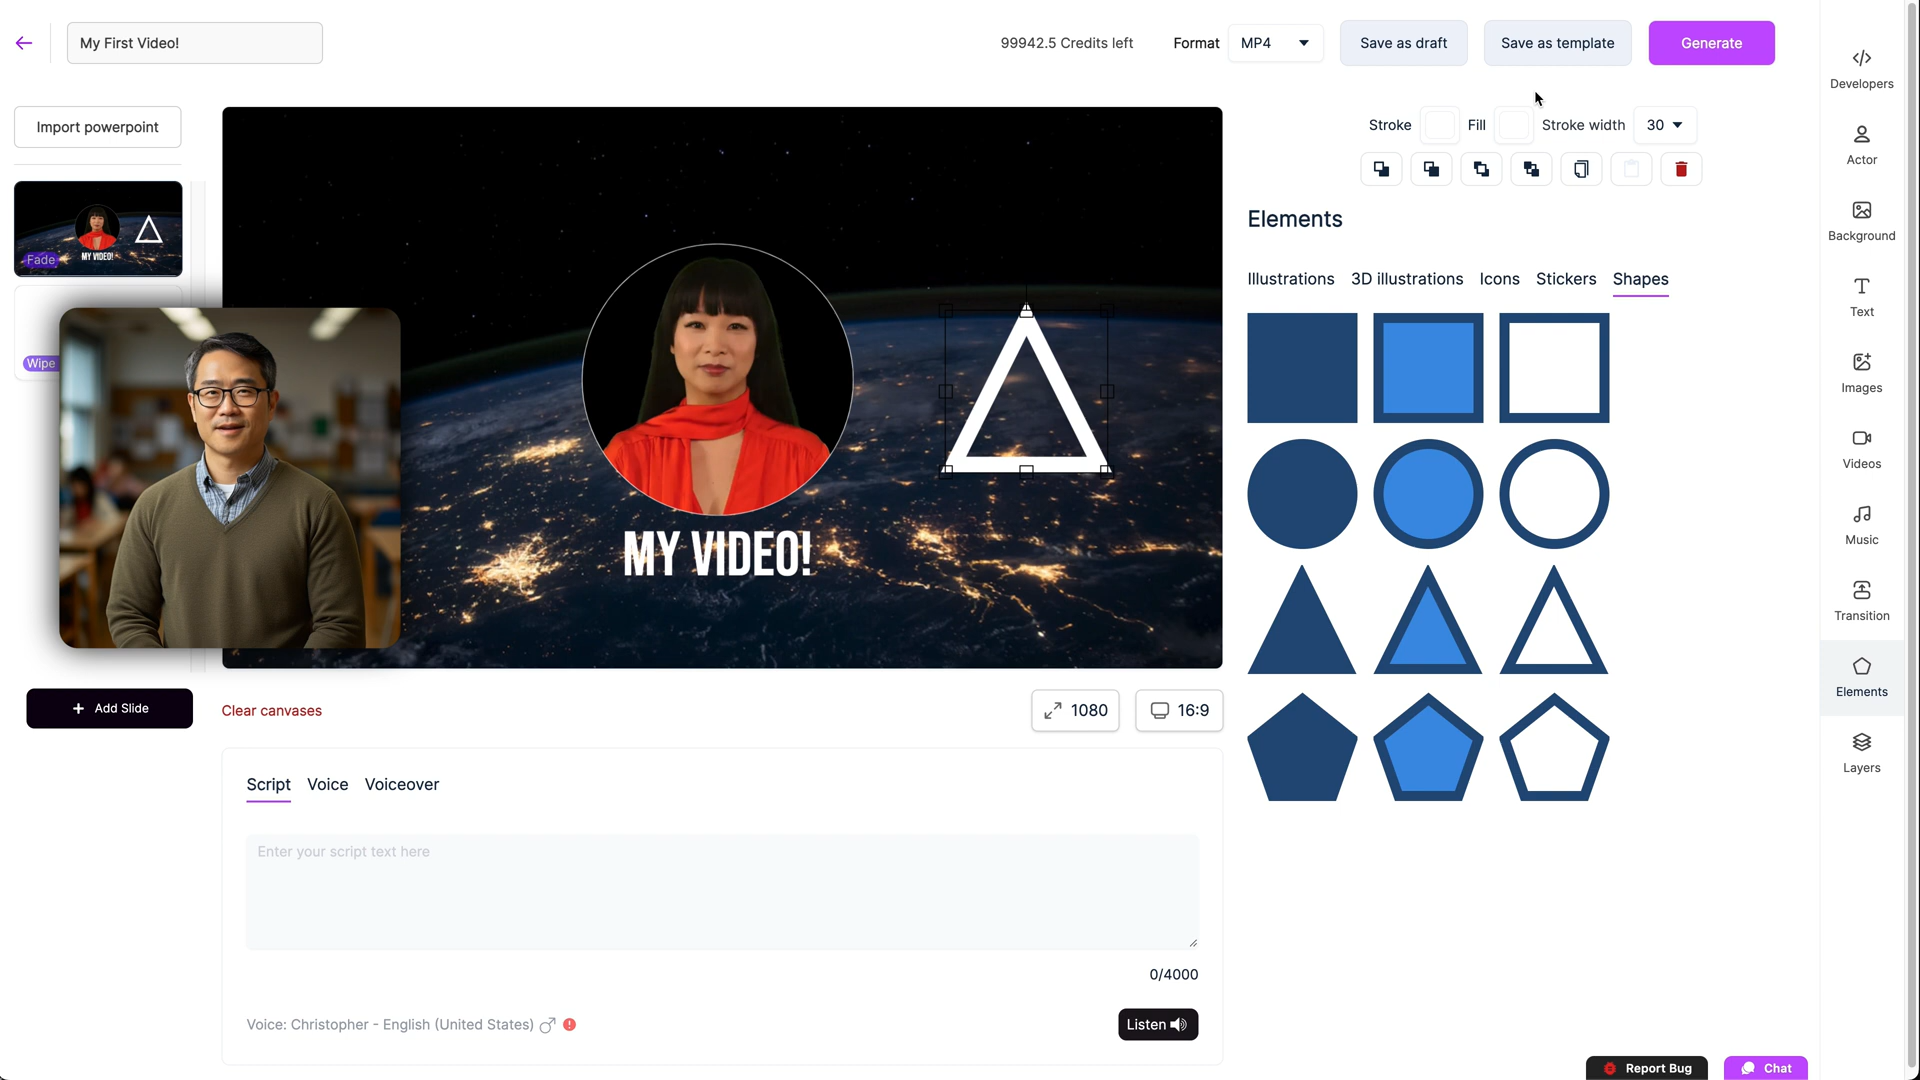 My First Video!
99942.5 Credits left
Format
MP4
Save as draft
Save as template
Generate
Import powerpoint
Stroke
Fill
Stroke width
30
Fade
MY VIDEO!
Wipe
Elements
Illustrations
3D illustrations
Icons
Stickers
Shapes
MY VIDEO!
+ Add Slide
Clear canvases
1080
16:9
Script
Voice
Voiceover
Enter your script text here
0/4000
Voice: Christopher - English (United States)
Listen
Developers
Actor
Background
Text
Images
Videos
Music
Transition
Elements
Layers
Report Bug
Chat